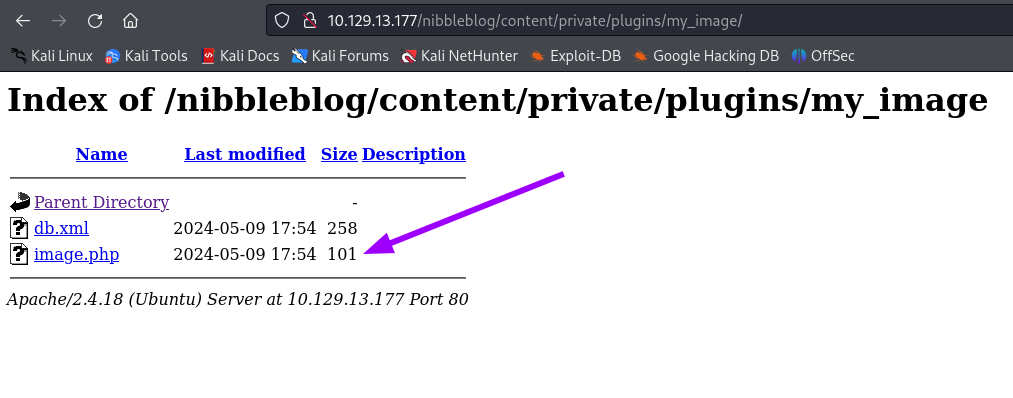 10.129.13.177/nibbleblog/content/private/plugins/my_image/
Kali Linux Kali Tools Kali Docs Kali Forums Kali NetHunter Exploit-DB Google Hacking DB OffSec
Index of /nibbleblog/content/private/plugins/my_image
Name Last modified Size Description
Parent Directory -
db.xml 2024-05-09 17:54 258
image.php 2024-05-09 17:54 101
Apache/2.4.18 (Ubuntu) Server at 10.129.13.177 Port 80